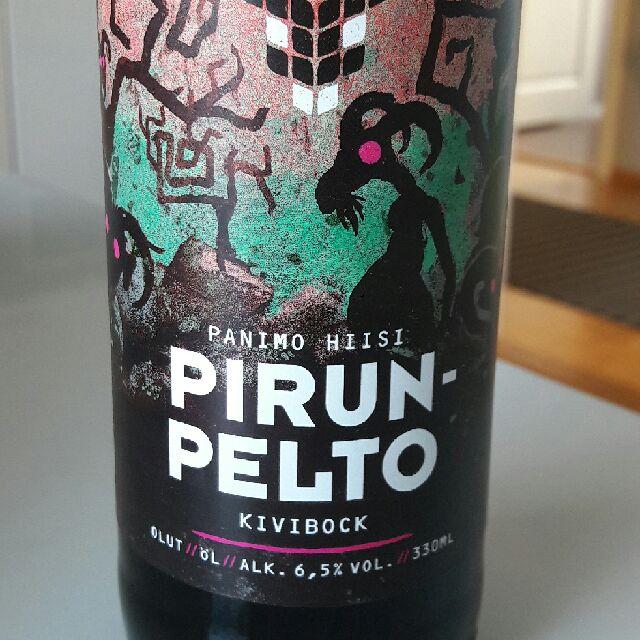 PANIMO HIISI
PIRUN-
PELTO
KIVIBOCK
OLUT//ÖL//ALK. 6,5% VOL.//330ML